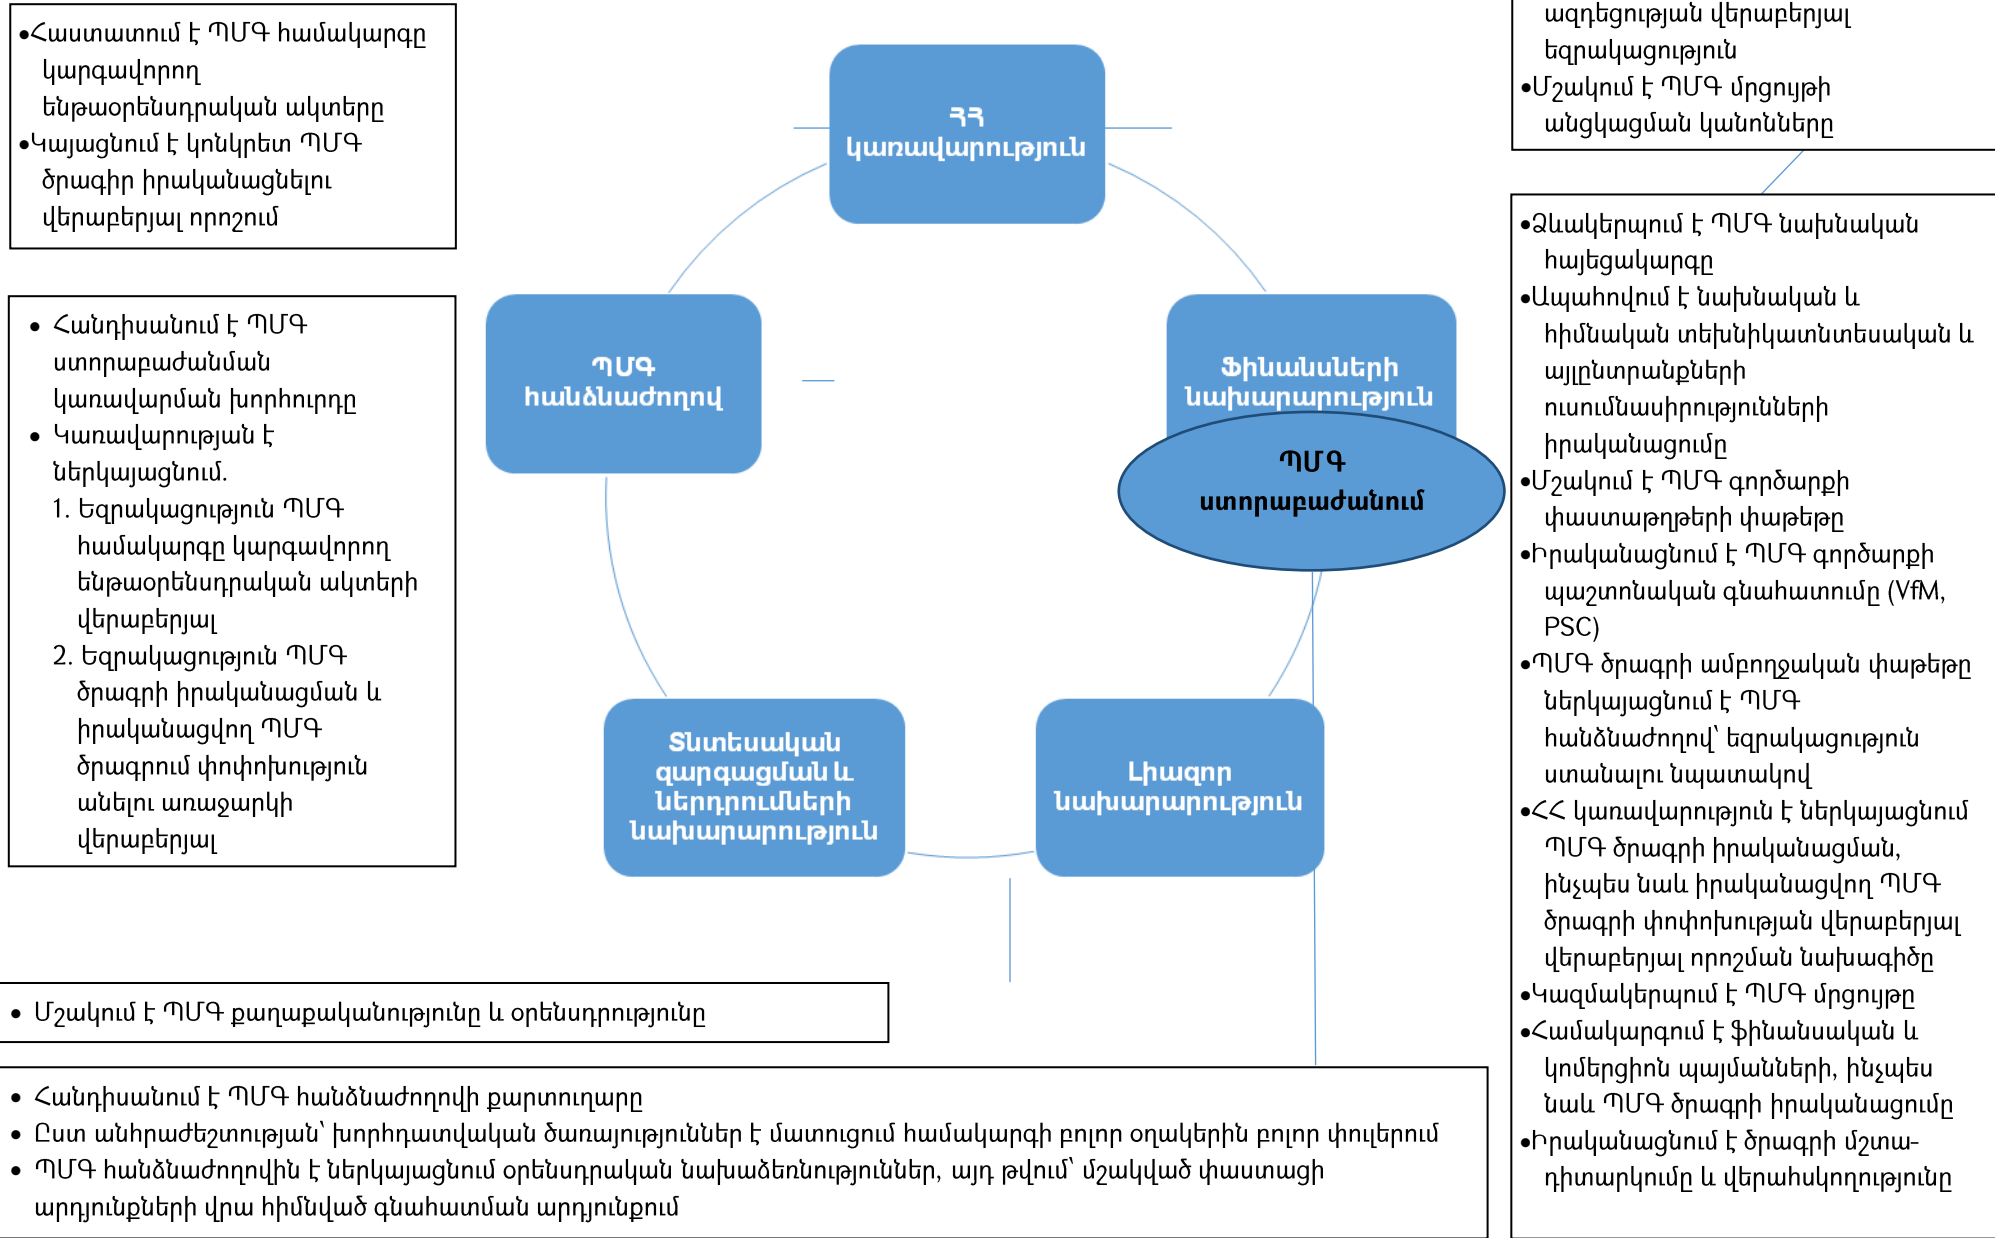 •Հաստատում է ՊՄԳ համակարգը
կարգավորող
ենթաօրենսդրական ակտերը
•Կայացնում է կոնկրետ ՊՄԳ
ծրագիր իրականացնելու
վերաբերյալ որոշում
• Հանդիսանում է ՊՄԳ
ստորաբաժանման
կառավարման խորհուրդը
• Կառավարության է
ներկայացնում.
1. Եզրակացություն ՊՄԳ
համակարգը կարգավորող
ենթաօրենսդրական ակտերի
վերաբերյալ
2. Եզրակացություն ՊՄԳ
ծրագրի իրականացման և
իրականացվող ՊՄԳ
ծրագրում փոփոխություն
անելու առաջարկի
վերաբերյալ
ՀՀ
կառավարություն
ՊՄԳ
հանձնաժողով
Ֆինանսների
նախարարություն
ՊՄԳ
ստորաբաժանում
Տնտեսական
զարգացման և
ներդրումների
նախարարություն
Լիազոր
նախարարություն
ազդեցության վերաբերյալ
եզրակացություն
•Մշակում է ՊՄԳ մրցույթի
անցկացման կանոնները
•Ձևակերպում է ՊՄԳ նախնական
հայեցակարգը
•Ապահովում է նախնական և
հիմնական տեխնիկատնտեսական և
այլընտրանքների
ուսումնասիրությունների
իրականացումը
•Մշակում է ՊՄԳ գործարքի
փաստաթղթերի փաթեթը
•Իրականացնում է ՊՄԳ գործարքի
պաշտոնական գնահատումը (VfM,
PSC)
•ՊՄԳ ծրագրի ամբողջական փաթեթը
ներկայացնում է ՊՄԳ
հանձնաժողով՝ եզրակացություն
ստանալու նպատակով
•ՀՀ կառավարություն է ներկայացնում
ՊՄԳ ծրագրի իրականացման,
ինչպես նաև իրականացվող ՊՄԳ
ծրագրի փոփոխության վերաբերյալ
վերաբերյալ որոշման նախագիծը
•Կազմակերպում է ՊՄԳ մրցույթը
•Համակարգում է ֆինանսական և
կոմերցիոն պայմանների, ինչպես
նաև ՊՄԳ ծրագրի իրականացումը
•Իրականացնում է ծրագրի մշտա-
դիտարկումը և վերահսկողությունը
• Մշակում է ՊՄԳ քաղաքականությունը և օրենսդրությունը
• Հանդիսանում է ՊՄԳ հանձնաժողովի քարտուղարը
• Ըստ անհրաժեշտության՝ խորհդատվական ծառայություններ է մատուցում համակարգի բոլոր օղակերին բոլոր փուլերում
• ՊՄԳ հանձնաժողովին է ներկայացնում օրենսդրական նախաձեռնություններ, այդ թվում՝ մշակված փաստացի
արդյունքների վրա հիմնված գնահատման արդյունքում